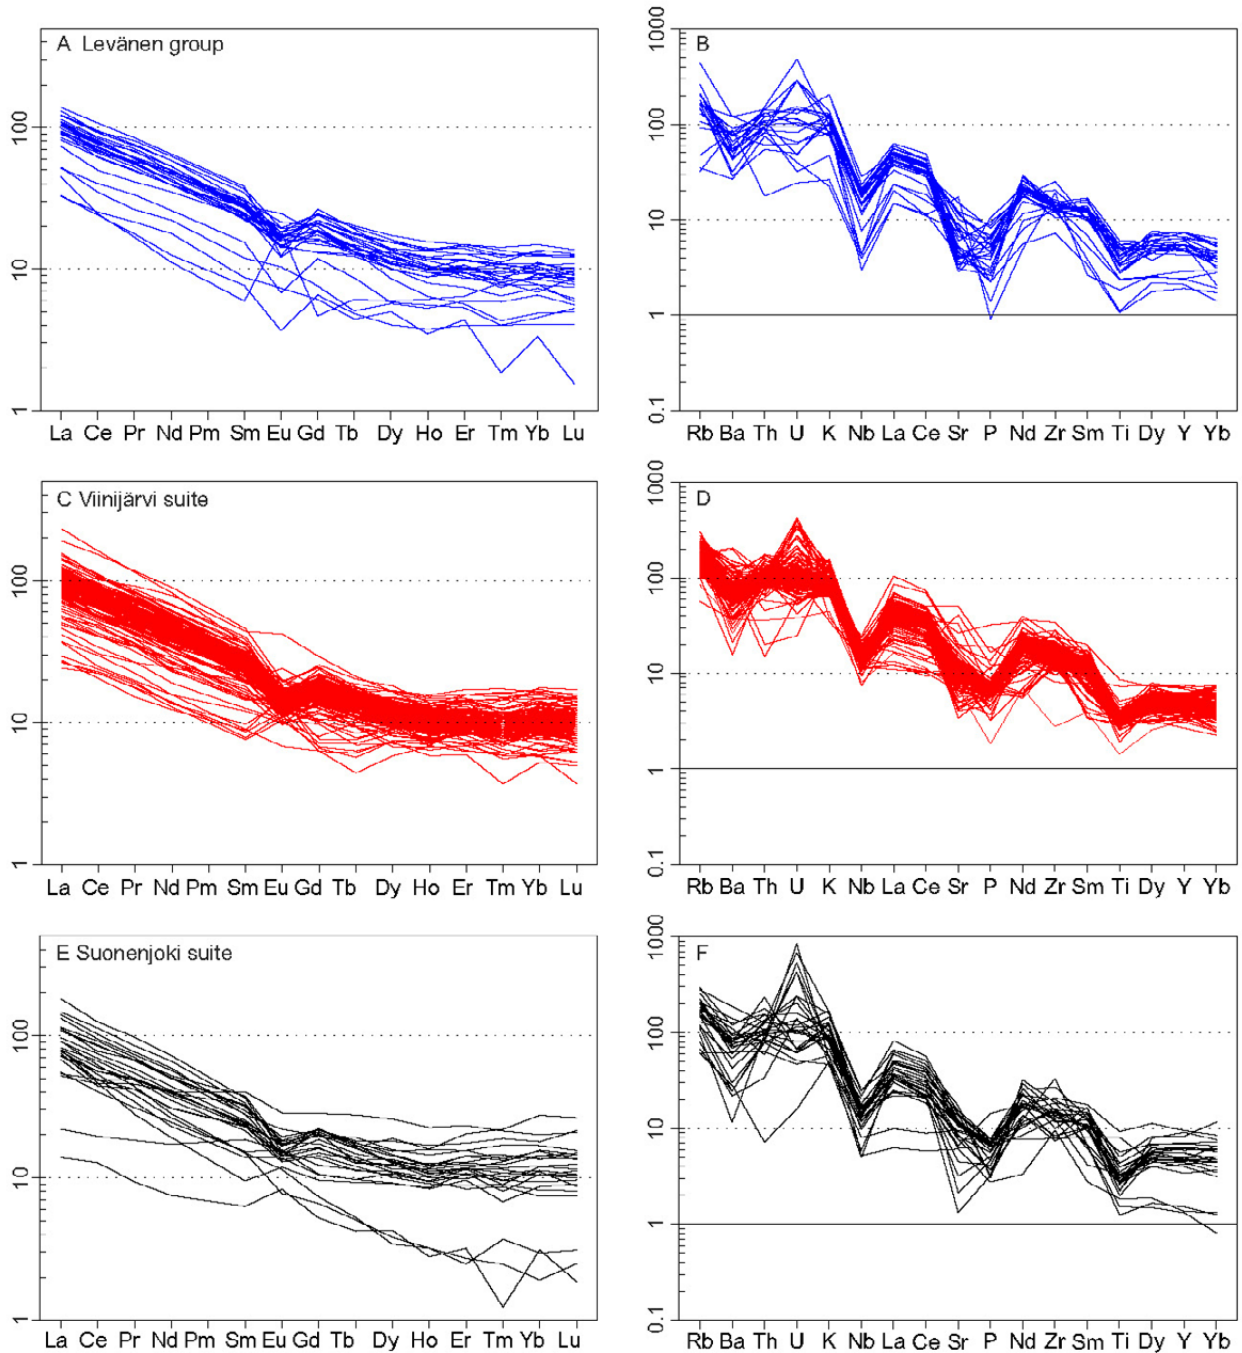 A Levänen group
100
10
1
La Ce Pr Nd Pm Sm Eu Gd Tb Dy Ho Er Tm Yb Lu
B
1000
100
10
1
0.1
Rb Ba Th U K Nb La Ce Sr P Nd Zr Sm Ti Dy Y Yb
C Viinijärvi suite
100
10
1
La Ce Pr Nd Pm Sm Eu Gd Tb Dy Ho Er Tm Yb Lu
D
1000
100
10
1
0.1
Rb Ba Th U K Nb La Ce Sr P Nd Zr Sm Ti Dy Y Yb
E Suonenjoki suite
100
10
1
La Ce Pr Nd Pm Sm Eu Gd Tb Dy Ho Er Tm Yb Lu
F
1000
100
10
1
0.1
Rb Ba Th U K Nb La Ce Sr P Nd Zr Sm Ti Dy Y Yb